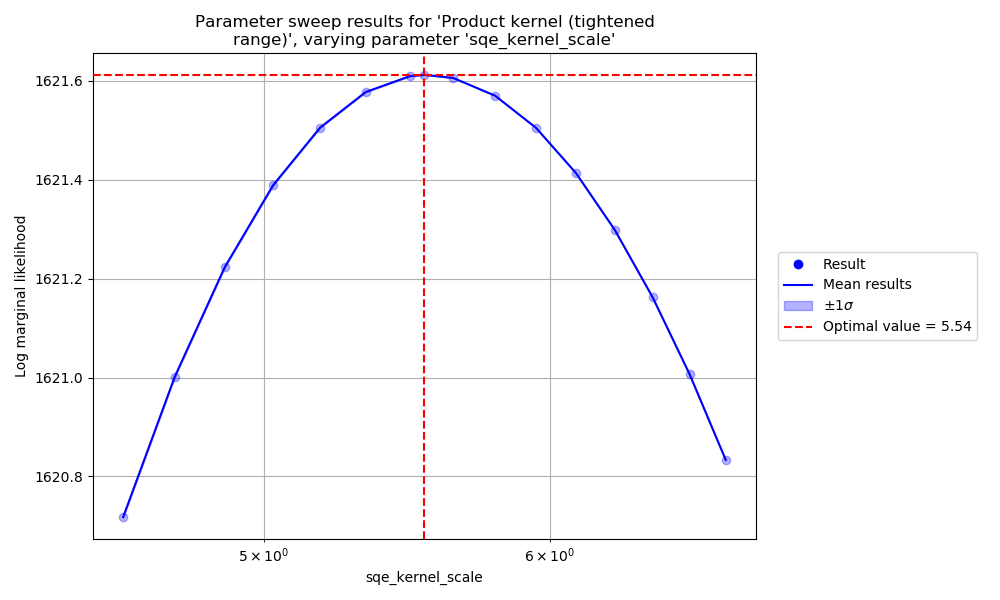 Parameter sweep results for 'Product kernel (tightened
range)', varying parameter 'sqe_kernel_scale'
Log marginal likelihood
1621.6
1621.4
1621.2
1621.0
1620.8
5 × 10⁰
6 × 10⁰
sqe_kernel_scale
Result
Mean results
±1σ
Optimal value = 5.54